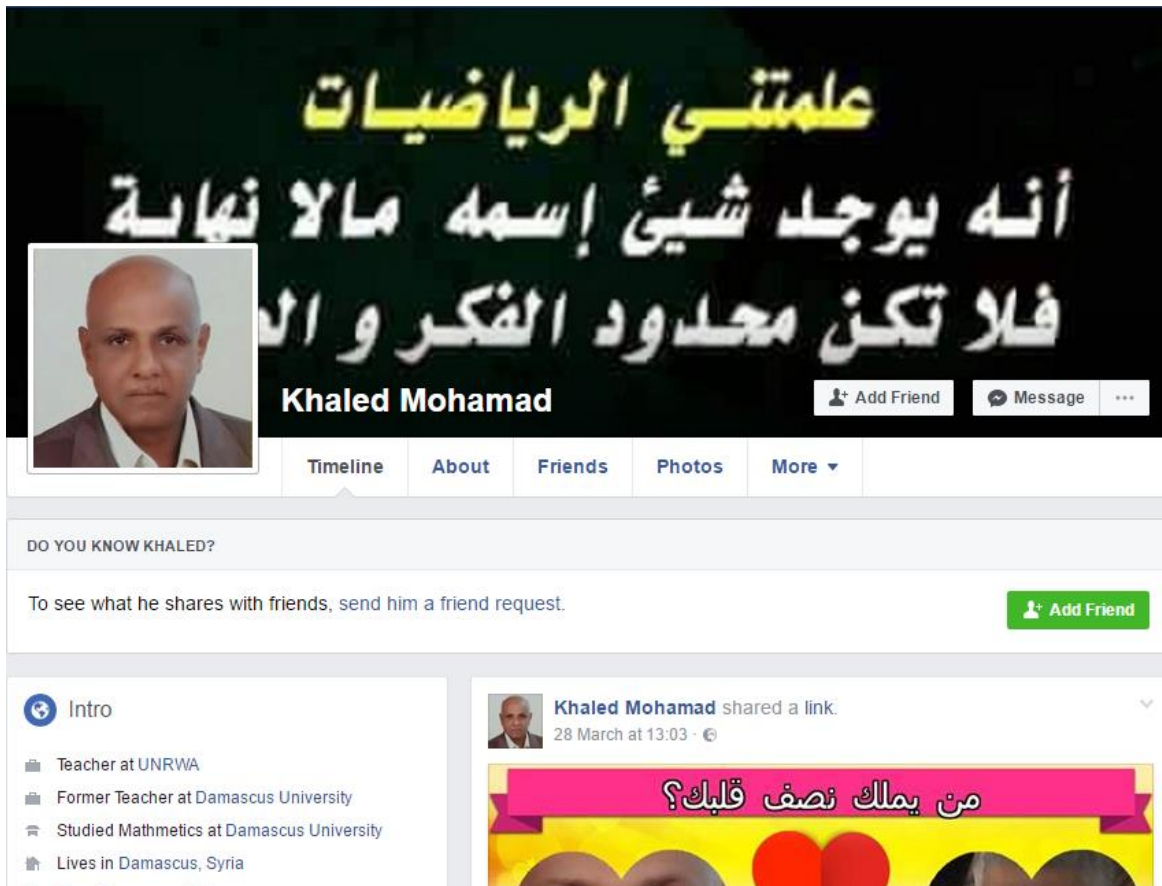 علمتني الرياضيات
أنه يوجد شيئ إسمه مالا نهاية
فلا تكن محدود الفكر و
Khaled Mohamad
Add Friend
Message
Timeline
About
Friends
Photos
More
DO YOU KNOW KHALED?
To see what he shares with friends, send him a friend request.
Add Friend
Intro
Teacher at UNRWA
Former Teacher at Damascus University
Studied Mathmetics at Damascus University
Lives in Damascus, Syria
Khaled Mohamad shared a link.
28 March at 13:03 ·
من يملك نصف قلبك؟